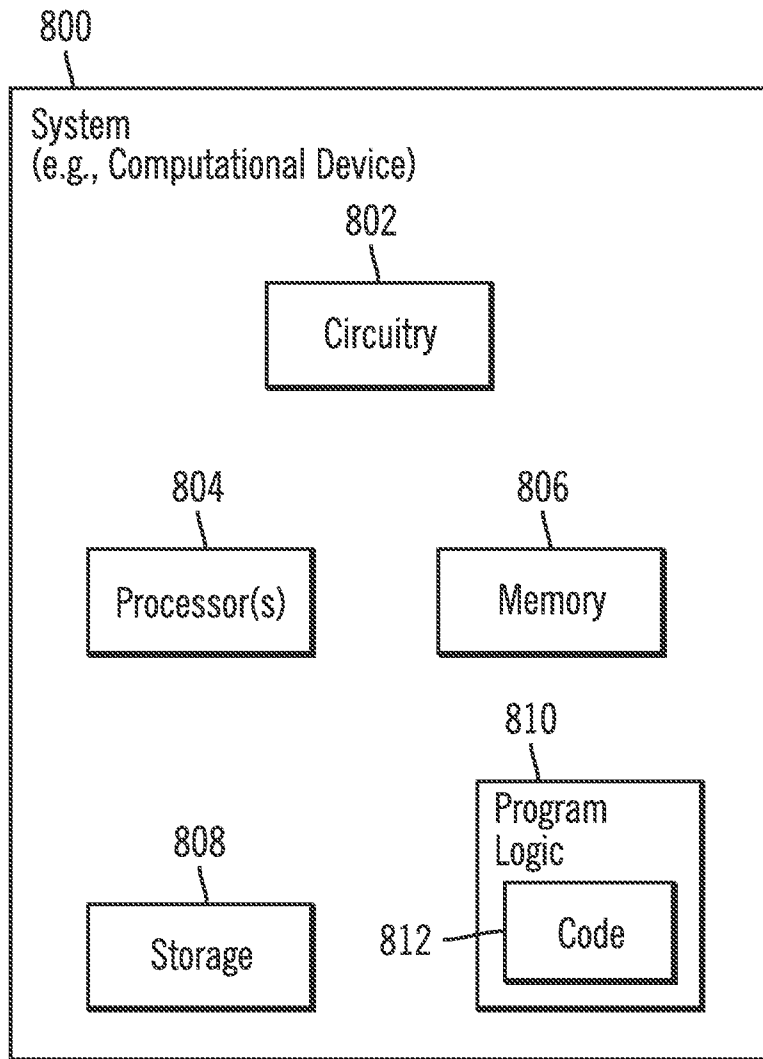 800
System
(e.g., Computational Device)
802
Circuitry
804
806
Processor(s)
Memory
810
Program
Logic
808
812
Code
Storage